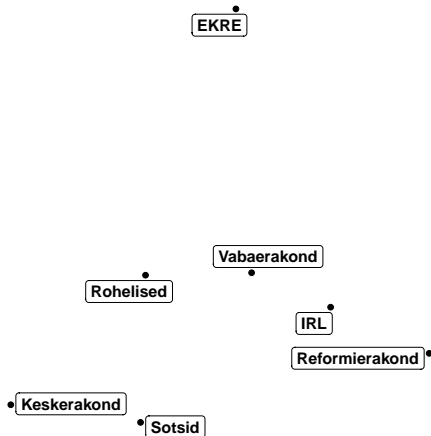 EKRE
Vabaerakond
Rohelised
IRL
Reformierakond
Keskerakond
Sotsid